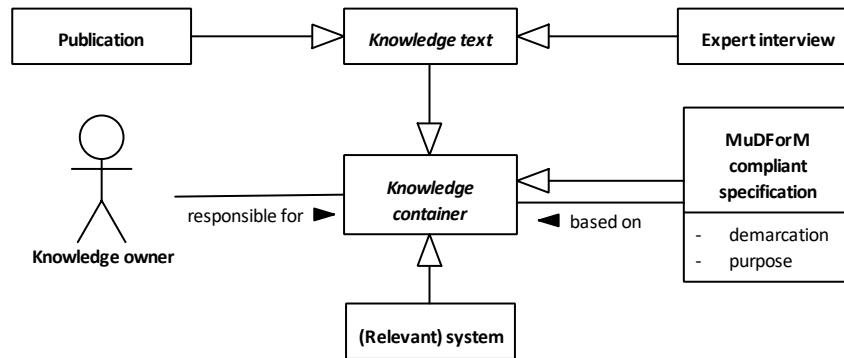 Publication
Knowledge text
Expert interview
Knowledge
container
MuDForM
compliant
specification
- demarcation
- purpose
responsible for
based on
Knowledge owner
(Relevant) system